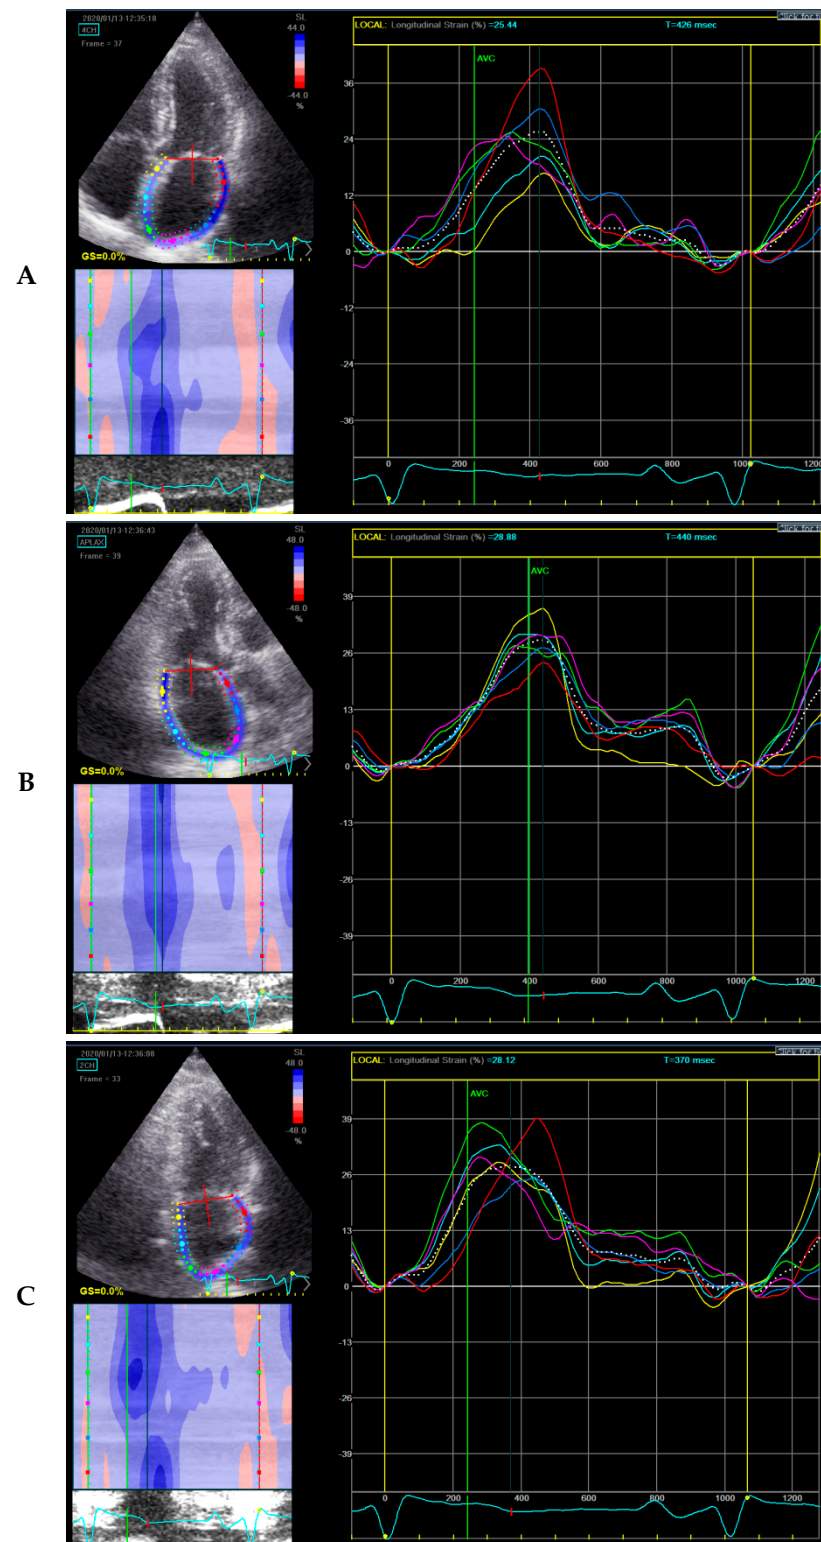 A
2020/01/13-12:35:18
4CH
Frame = 37
SL
44.0
-44.0
%
GS=0.0%
LOCAL: Longitudinal Strain (%) =25.44 T=426 msec
AVC
36
24
12
0
-12
-24
-36
0 200 400 600 800 1000 1200
B
2020/01/13-12:36:43
APLAX
Frame = 39
SL
48.0
-48.0
%
GS=0.0%
LOCAL: Longitudinal Strain (%) =28.88 T=440 msec
AVC
39
26
13
0
-13
-26
-39
0 200 400 600 800 1000 1200
C
2020/01/13-12:36:08
2CH
Frame = 33
SL
48.0
-48.0
%
GS=0.0%
LOCAL: Longitudinal Strain (%) =28.12 T=370 msec
AVC
39
26
13
0
-13
-26
-39
0 200 400 600 800 1000 1200